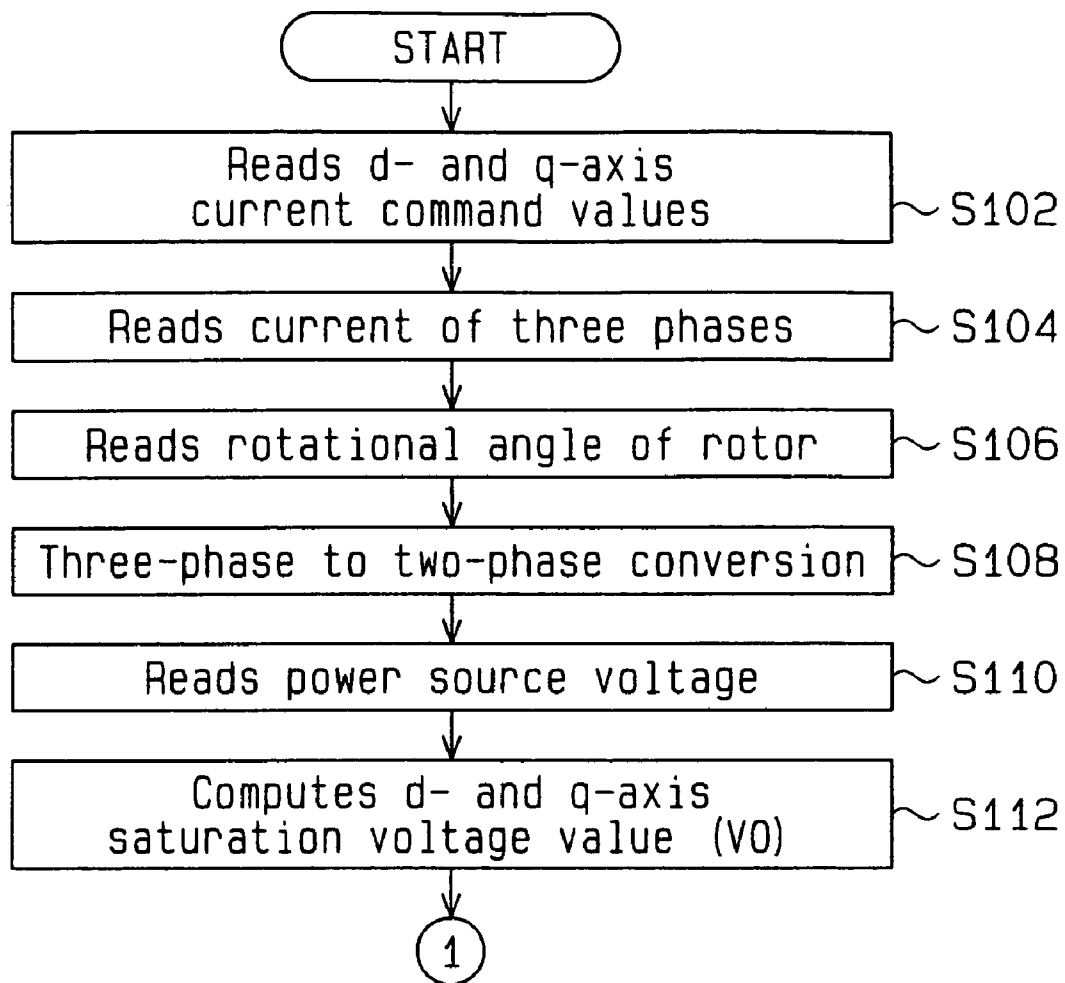 START
Reads d- and q-axis
current command values
S102
Reads current of three phases
S104
Reads rotational angle of rotor
S106
Three-phase to two-phase conversion
S108
Reads power source voltage
S110
Computes d- and q-axis
saturation voltage value (VO)
S112
1